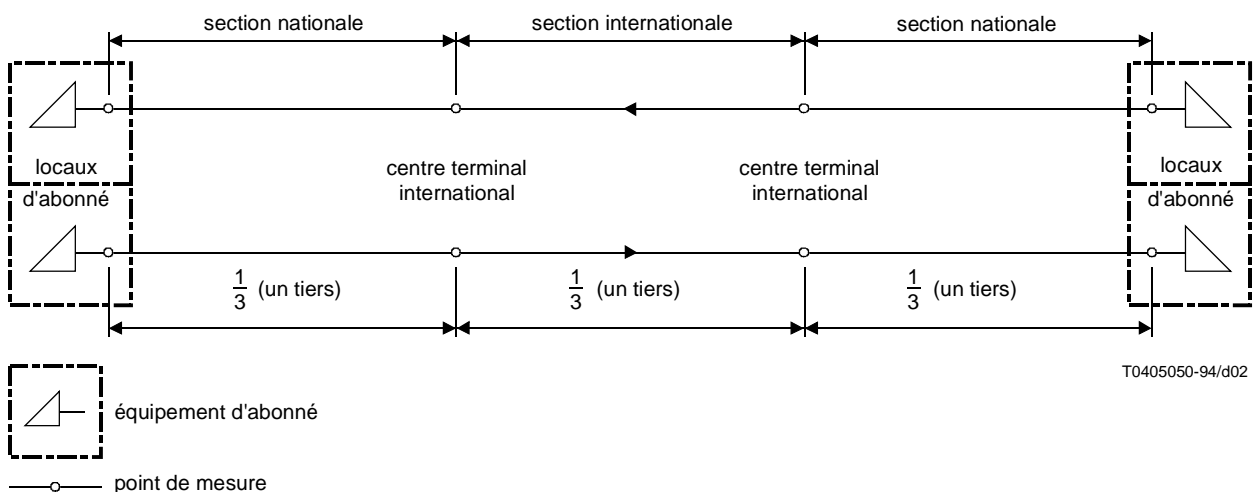 section nationale
section internationale
section nationale
locaux
d'abonné
centre terminal
international
centre terminal
international
locaux
d'abonné
1/3 (un tiers)
1/3 (un tiers)
1/3 (un tiers)
T0405050-94/d02
équipement d'abonné
point de mesure